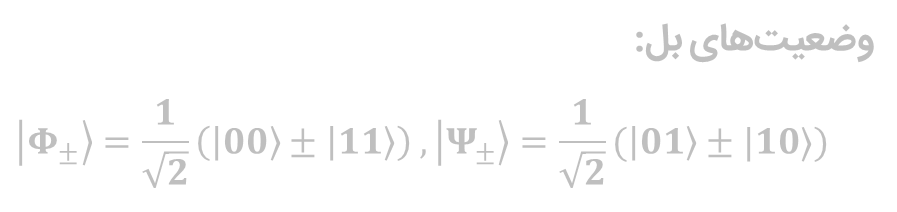 وضعیت‌های بل:
|Φ±⟩ = 1/√2 (|00⟩ ± |11⟩) , |Ψ±⟩ = 1/√2 (|01⟩ ± |10⟩)